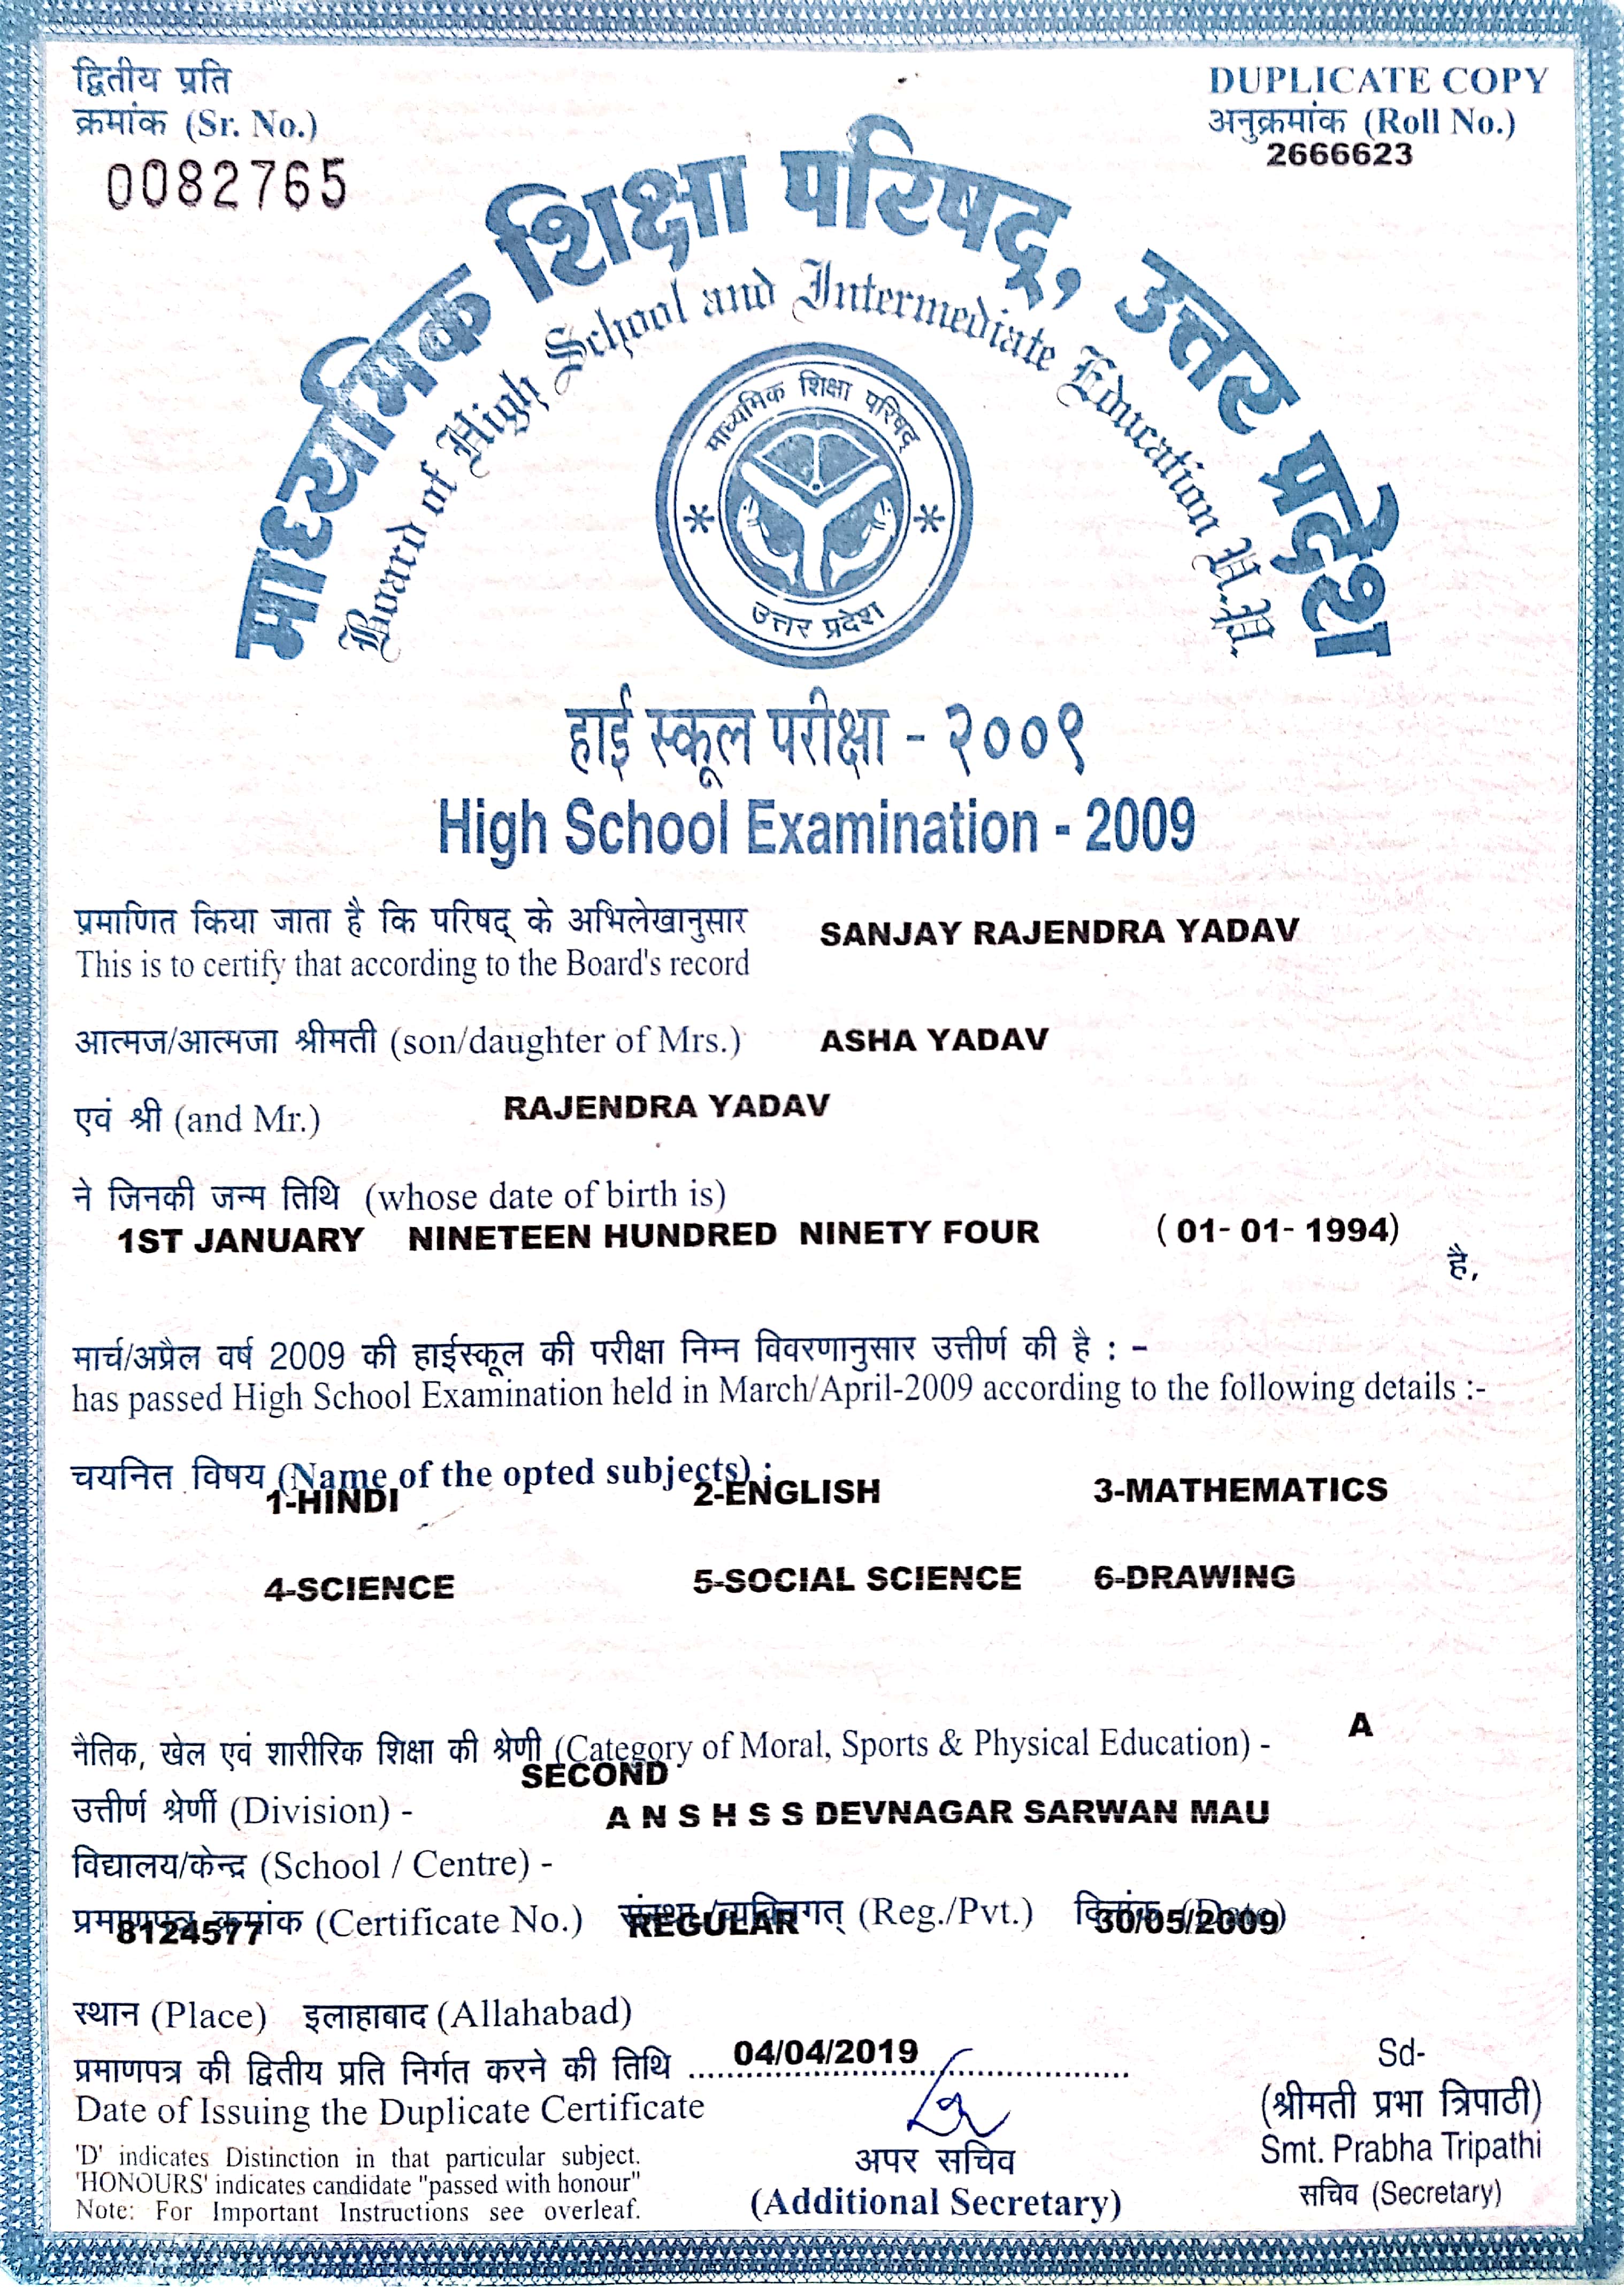 द्वितीय प्रति
DUPLICATE COPY
क्रमांक (Sr. No.)
अनुक्रमांक (Roll No.)
0082765
2666623
माध्यमिक शिक्षा परिषद्, उत्तर प्रदेश
Board of High School and Intermediate Education U.P.
माध्यमिक शिक्षा परिषद्
उत्तर प्रदेश
हाई स्कूल परीक्षा - २००९
High School Examination - 2009
प्रमाणित किया जाता है कि परिषद् के अभिलेखानुसार SANJAY RAJENDRA YADAV
This is to certify that according to the Board's record
आत्मज/आत्मजा श्रीमती (son/daughter of Mrs.) ASHA YADAV
एवं श्री (and Mr.) RAJENDRA YADAV
ने जिनकी जन्म तिथि (whose date of birth is)
1ST JANUARY NINETEEN HUNDRED NINETY FOUR (01-01-1994)
है,
मार्च/अप्रैल वर्ष 2009 की हाईस्कूल की परीक्षा निम्न विवरणानुसार उत्तीर्ण की है : -
has passed High School Examination held in March/April-2009 according to the following details :-
चयनित विषय (Name of the opted subjects) :
1-HINDI 2-ENGLISH 3-MATHEMATICS
4-SCIENCE 5-SOCIAL SCIENCE 6-DRAWING
नैतिक, खेल एवं शारीरिक शिक्षा की श्रेणी (Category of Moral, Sports & Physical Education) - A
SECOND
उत्तीर्ण श्रेर्णी (Division) -
A N S H S S DEVNAGAR SARWAN MAU
विद्यालय/केन्द्र (School / Centre) -
प्रमाणपत्र क्रमांक (Certificate No.) संस्था/व्यक्तिगत् (Reg./Pvt.) दिनांक (Date)
8124577 REGULAR 30/05/2009
स्थान (Place) इलाहाबाद (Allahabad)
प्रमाणपत्र की द्वितीय प्रति निर्गत करने की तिथि 04/04/2019
Date of Issuing the Duplicate Certificate
'D' indicates Distinction in that particular subject.
'HONOURS' indicates candidate "passed with honour"
Note: For Important Instructions see overleaf.
अपर सचिव
(Additional Secretary)
Sd-
(श्रीमती प्रभा त्रिपाठी)
Smt. Prabha Tripathi
सचिव (Secretary)